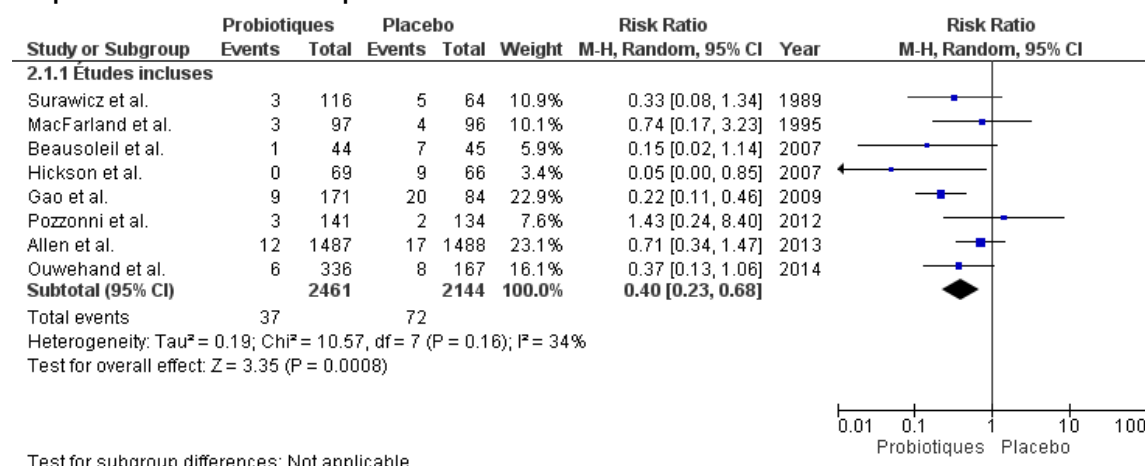 Probiotiques Placebo Risk Ratio Risk Ratio
Study or Subgroup Events Total Events Total Weight M-H, Random, 95% CI Year M-H, Random, 95% CI
2.1.1 Études incluses
Surawicz et al. 3 116 5 64 10.9% 0.33 [0.08, 1.34] 1989
MacFarland et al. 3 97 4 96 10.1% 0.74 [0.17, 3.23] 1995
Beausoleil et al. 1 44 7 45 5.9% 0.15 [0.02, 1.14] 2007
Hickson et al. 0 69 9 66 3.4% 0.05 [0.00, 0.85] 2007
Gao et al. 9 171 20 84 22.9% 0.22 [0.11, 0.46] 2009
Pozzonni et al. 3 141 2 134 7.6% 1.43 [0.24, 8.40] 2012
Allen et al. 12 1487 17 1488 23.1% 0.71 [0.34, 1.47] 2013
Ouwehand et al. 6 336 8 167 16.1% 0.37 [0.13, 1.06] 2014
Subtotal (95% CI) 2461 2144 100.0% 0.40 [0.23, 0.68]
Total events 37 72
Heterogeneity: Tau² = 0.19; Chi² = 10.57, df = 7 (P = 0.16); I² = 34%
Test for overall effect: Z = 3.35 (P = 0.0008)
0.01 0.1 1 10 100
Probiotiques Placebo
Test for subgroup differences: Not applicable